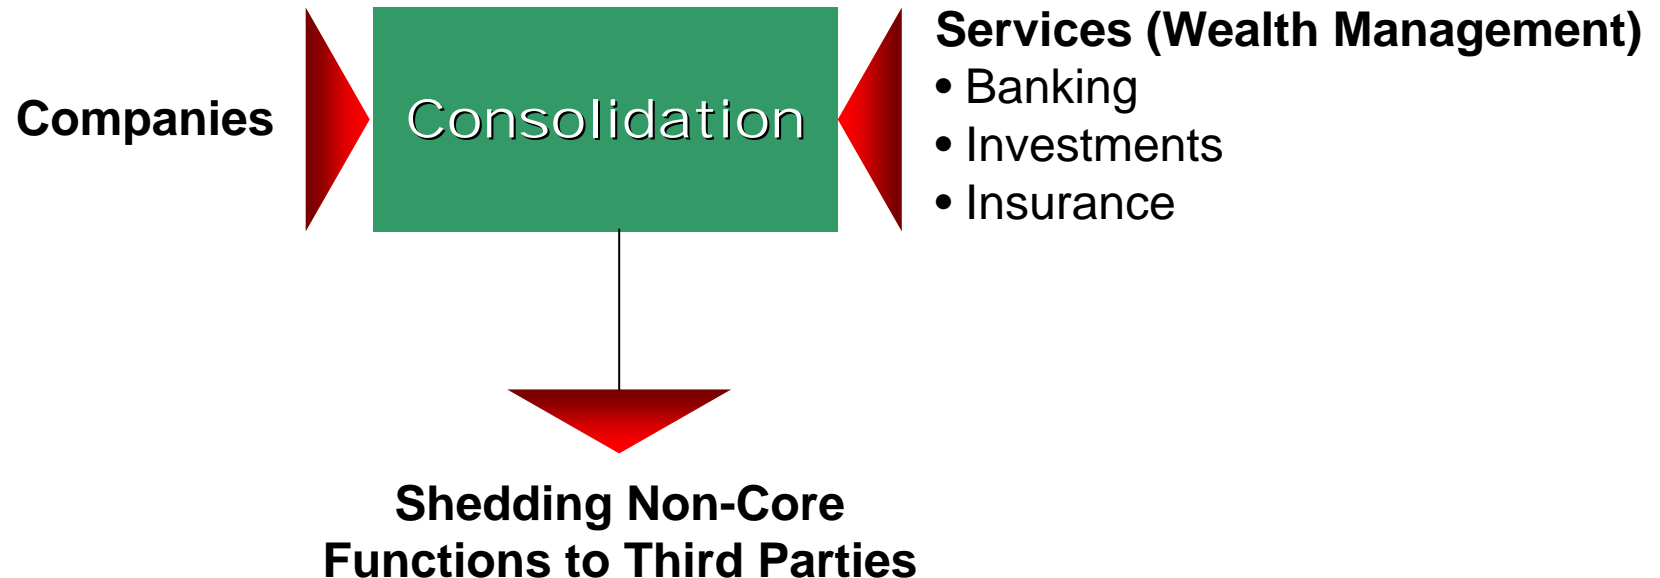 Companies
Consolidation
Services (Wealth Management)
• Banking
• Investments
• Insurance
Shedding Non-Core
Functions to Third Parties